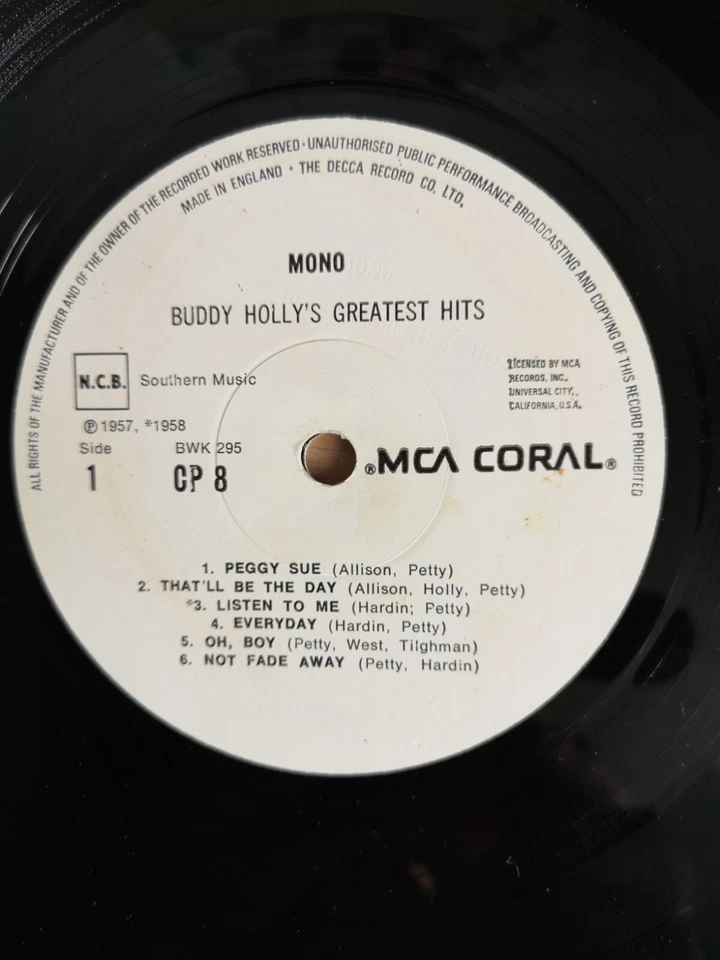 ALL RIGHTS OF THE MANUFACTURER AND OF THE OWNER OF THE RECORDED WORK RESERVED · UNAUTHORISED PUBLIC PERFORMANCE BROADCASTING AND COPYING OF THIS RECORD PROHIBITED
MADE IN ENGLAND · THE DECCA RECORD CO. LTD.
MONO
BUDDY HOLLY'S GREATEST HITS
N.C.B. Southern Music
LICENSED BY MCA
RECORDS, INC.,
UNIVERSAL CITY,
CALIFORNIA, U.S.A.
℗ 1957, *1958
Side BWK 295
1 CP 8
®MCA CORAL®
1. PEGGY SUE (Allison, Petty)
2. THAT'LL BE THE DAY (Allison, Holly, Petty)
*3. LISTEN TO ME (Hardin; Petty)
4. EVERYDAY (Hardin, Petty)
5. OH, BOY (Petty, West, Tilghman)
6. NOT FADE AWAY (Petty, Hardin)